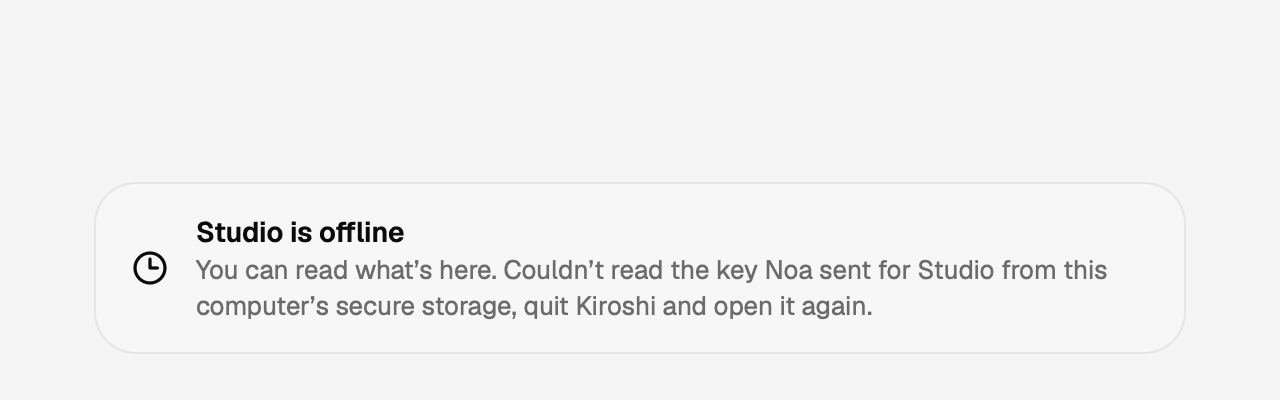 Studio is offline
You can read what’s here. Couldn’t read the key Noa sent for Studio from this
computer’s secure storage, quit Kiroshi and open it again.